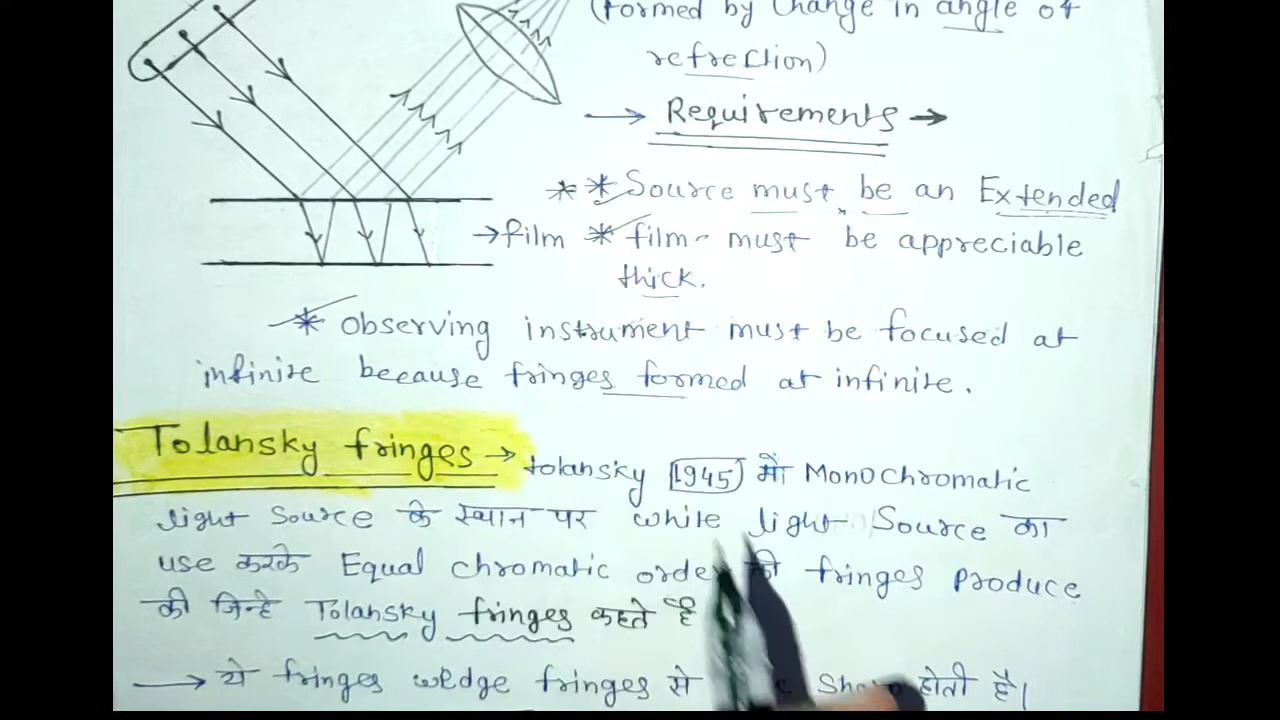 (formed by change in angle of
refrection)
→ Requirements →
* * Source must be an Extended
→ film * film must be appreciable
thick.
* Observing instrument must be focused at
infinite because fringes formed at infinite.
Tolansky fringes → tolansky 1945 में Monochromatic
light source के स्थान पर white light Source का
use करके Equal chromatic order की fringes produce
की जिन्हे Tolansky fringes कहते है
→ ये fringes wedge fringes से होती है।